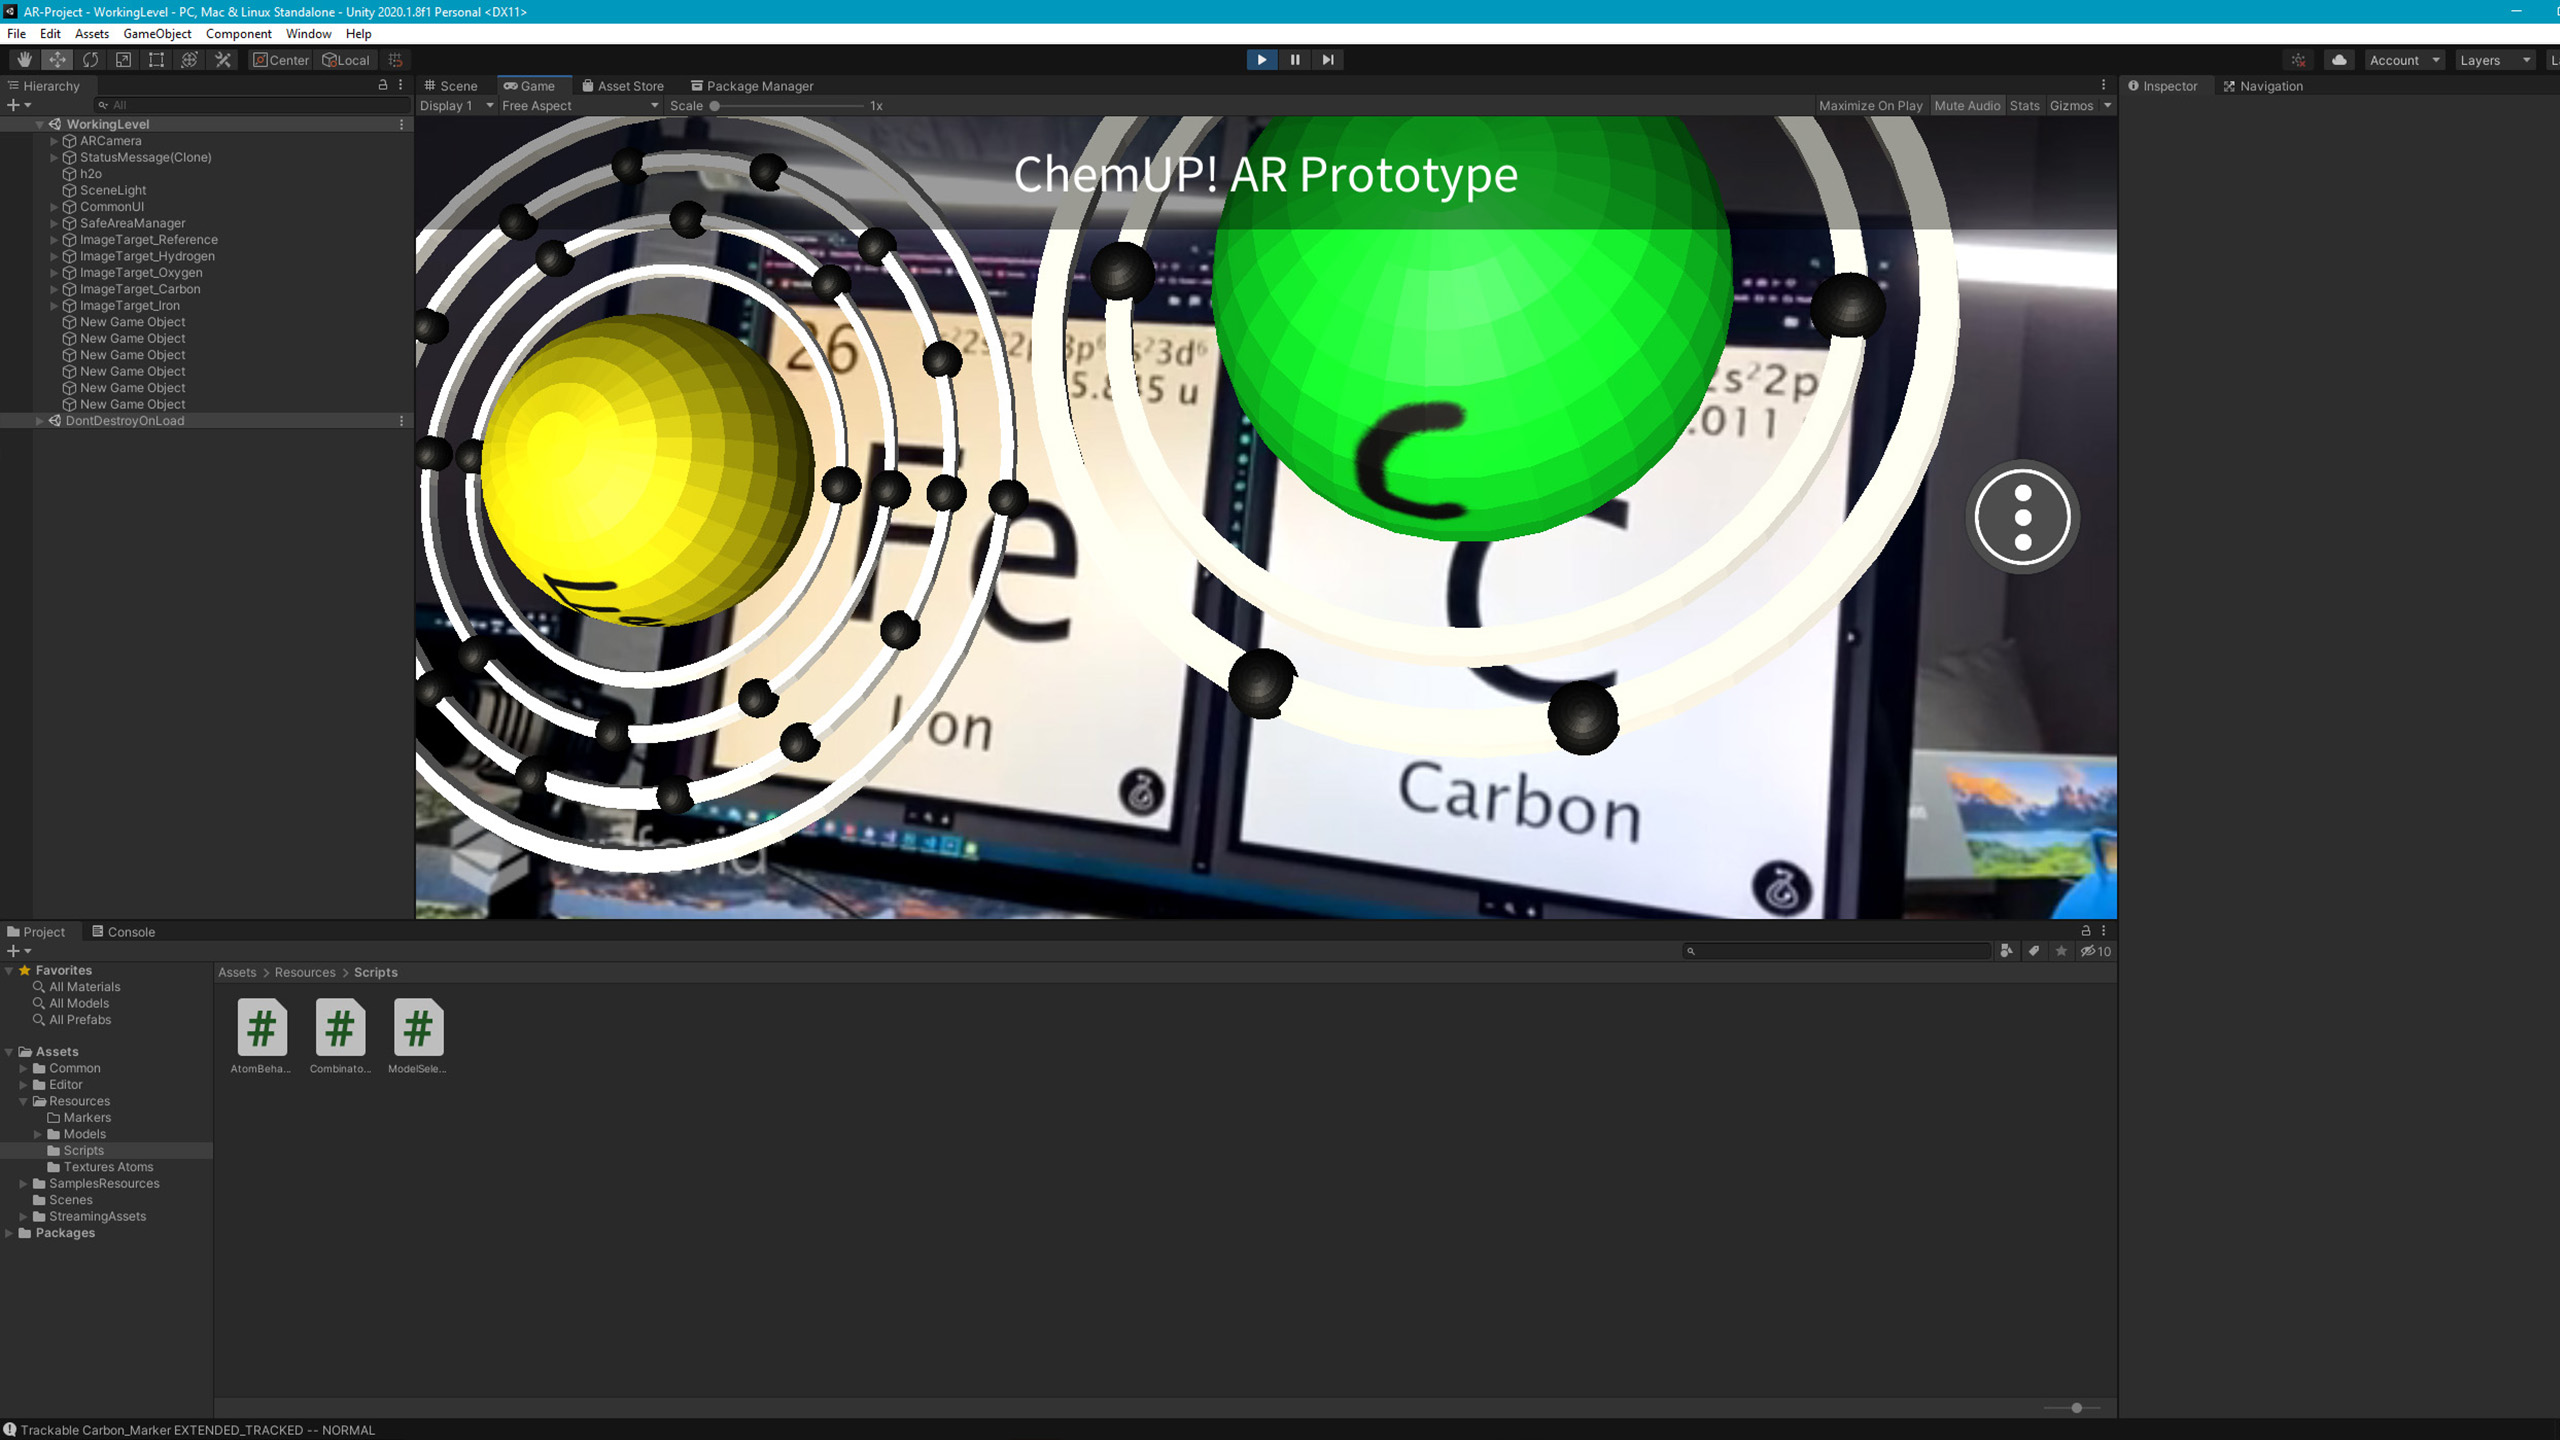 AR-Project - WorkingLevel - PC, Mac & Linux Standalone - Unity 2020.1.8f1 Personal <DX11>
File Edit Assets GameObject Component Window Help
Center Local Account Layers
Hierarchy
All
WorkingLevel
ARCamera
StatusMessage(Clone)
h2o
SceneLight
CommonUI
SafeAreaManager
ImageTarget_Reference
ImageTarget_Hydrogen
ImageTarget_Oxygen
ImageTarget_Carbon
ImageTarget_Iron
New Game Object
New Game Object
New Game Object
New Game Object
New Game Object
New Game Object
DontDestroyOnLoad
Scene Game Asset Store Package Manager
Display 1 Free Aspect Scale 1x Maximize On Play Mute Audio Stats Gizmos
ChemUP! AR Prototype
26
Fe
Fe
Iron
C
C
.011
Carbon
Inspector Navigation
Project Console
10
Favorites
All Materials
All Models
All Prefabs
Assets
Common
Editor
Resources
Markers
Models
Scripts
Textures Atoms
SamplesResources
Scenes
StreamingAssets
Packages
Assets > Resources > Scripts
AtomBeha... Combinato... ModelSele...
Trackable Carbon_Marker EXTENDED_TRACKED -- NORMAL